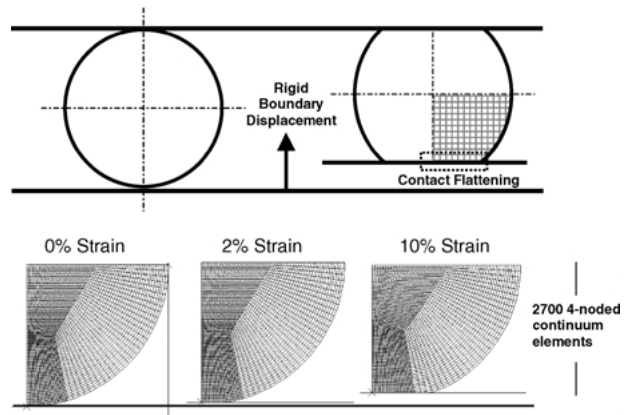 Rigid
Boundary
Displacement
Contact Flattening
0% Strain
2% Strain
10% Strain
2700 4-noded
continuum
elements